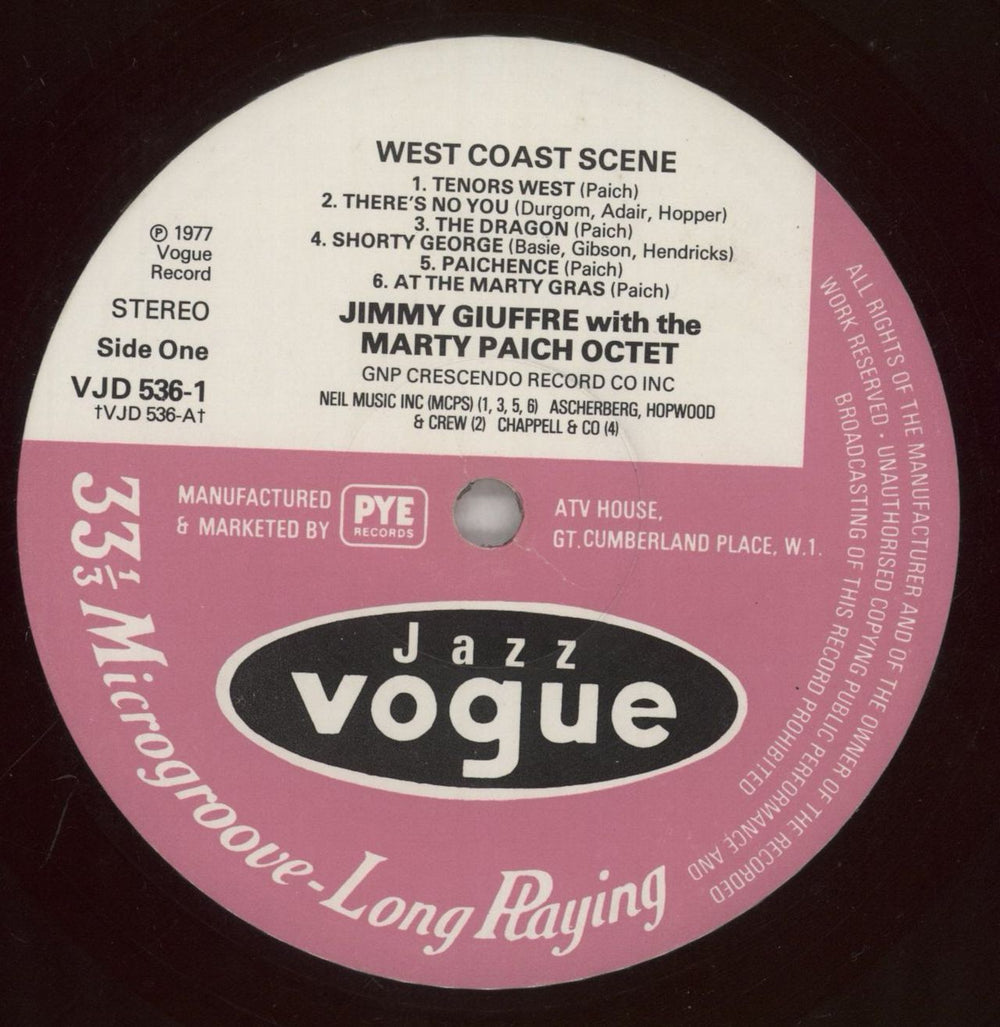 WEST COAST SCENE
1. TENORS WEST (Paich)
2. THERE'S NO YOU (Durgom, Adair, Hopper)
3. THE DRAGON (Paich)
4. SHORTY GEORGE (Basie, Gibson, Hendricks)
5. PAICHENCE (Paich)
6. AT THE MARTY GRAS (Paich)
JIMMY GIUFFRE with the
MARTY PAICH OCTET
GNP CRESCENDO RECORD CO INC
NEIL MUSIC INC (MCPS) (1, 3, 5, 6) ASCHERBERG, HOPWOOD
& CREW (2) CHAPPELL & CO (4)
℗ 1977
Vogue
Record
STEREO
Side One
VJD 536-1
†VJD 536-A†
MANUFACTURED
& MARKETED BY
PYE
RECORDS
ATV HOUSE,
GT. CUMBERLAND PLACE, W.1.
Jazz
vogue
33⅓ Microgroove-Long Playing
ALL RIGHTS OF THE MANUFACTURER AND OF THE OWNER OF THE RECORDED
WORK RESERVED · UNAUTHORISED COPYING PUBLIC PERFORMANCE AND
BROADCASTING OF THIS RECORD PROHIBITED